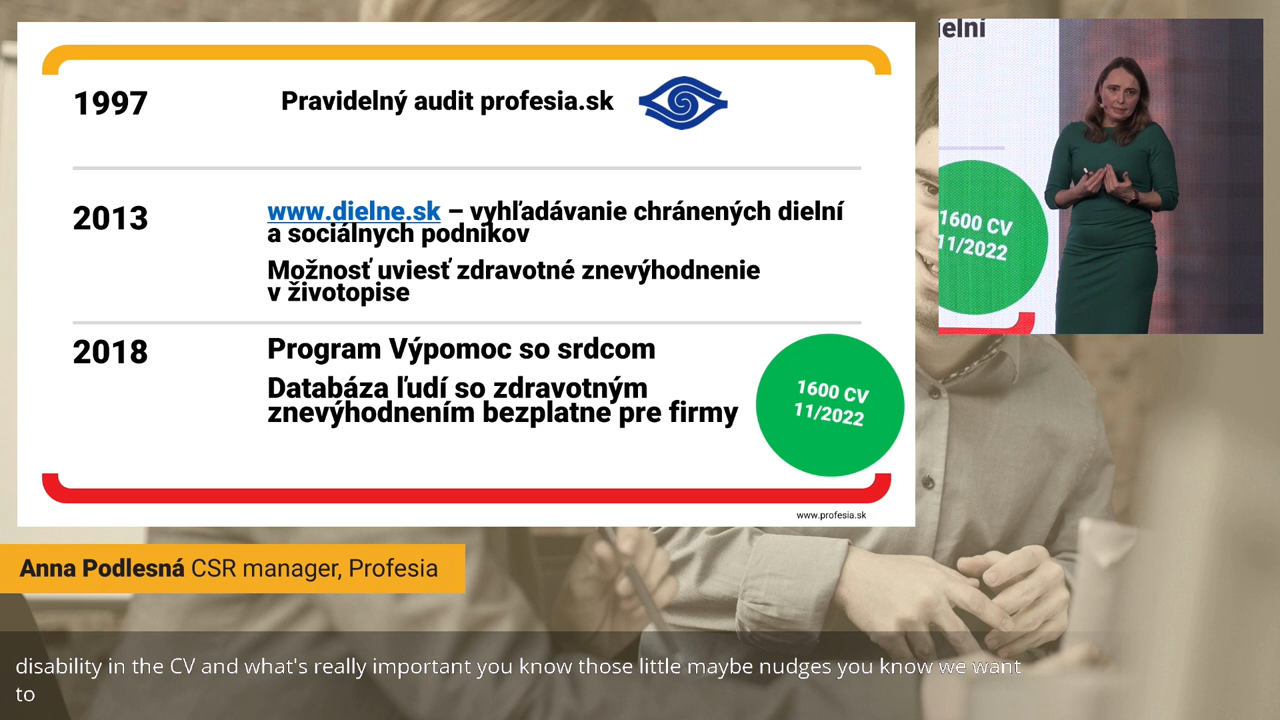 1997
Pravidelný audit profesia.sk
2013
www.dielne.sk – vyhľadávanie chránených dielní
a sociálnych podnikov
Možnosť uviesť zdravotné znevýhodnenie
v životopise
2018
Program Výpomoc so srdcom
Databáza ľudí so zdravotným
znevýhodnením bezplatne pre firmy
1600 CV
11/2022
www.profesia.sk
ielní
1600 CV
11/2022
Anna Podlesná CSR manager, Profesia
disability in the CV and what's really important you know those little maybe nudges you know we want
to